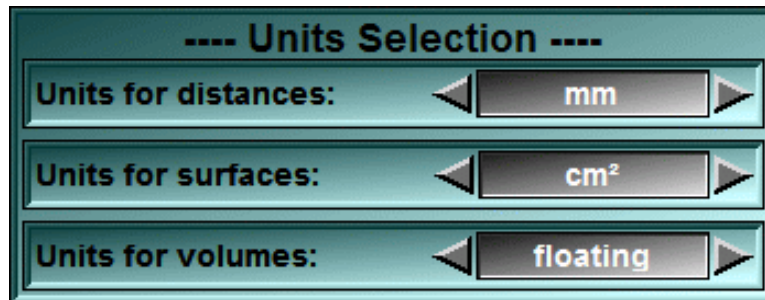 ---- Units Selection ----
Units for distances: mm
Units for surfaces: cm²
Units for volumes: floating